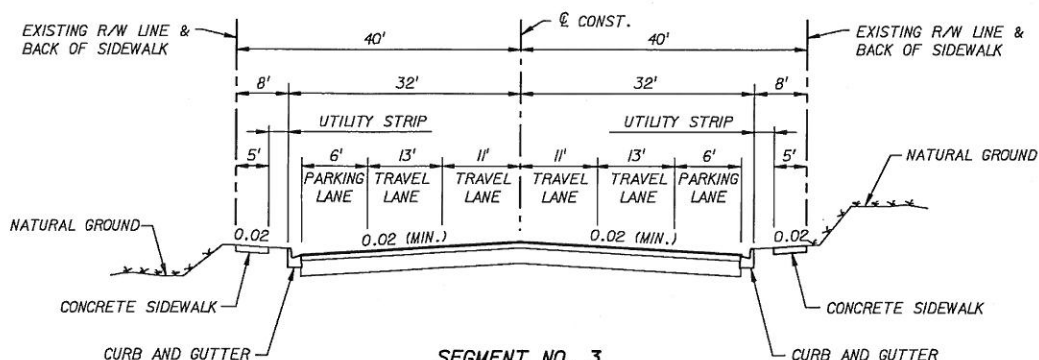 EXISTING R/W LINE &
BACK OF SIDEWALK
℄ CONST.
EXISTING R/W LINE &
BACK OF SIDEWALK
40'
40'
8'
32'
32'
8'
UTILITY STRIP
UTILITY STRIP
5'
6'
13'
11'
11'
13'
6'
5'
PARKING LANE
TRAVEL LANE
TRAVEL LANE
TRAVEL LANE
TRAVEL LANE
PARKING LANE
NATURAL GROUND
NATURAL GROUND
0.02
0.02 (MIN.)
0.02 (MIN.)
0.02
CONCRETE SIDEWALK
CONCRETE SIDEWALK
CURB AND GUTTER
CURB AND GUTTER
SEGMENT NO. 3